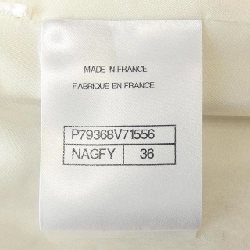 MADE IN FRANCE
FABRIQUE EN FRANCE
P79368V71556
NAGFY 38